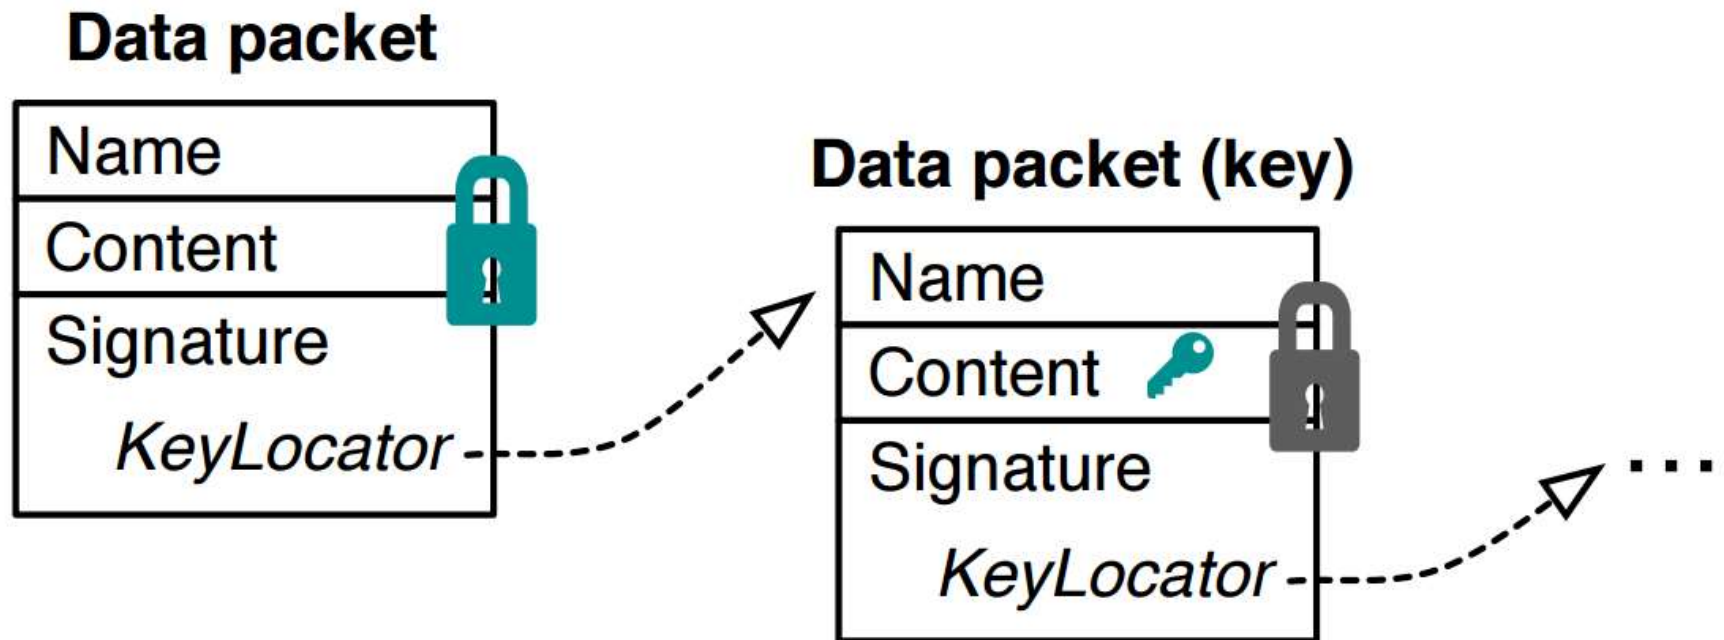 Data packet
Name
Content
Signature
KeyLocator
Data packet (key)
Name
Content
Signature
KeyLocator
...